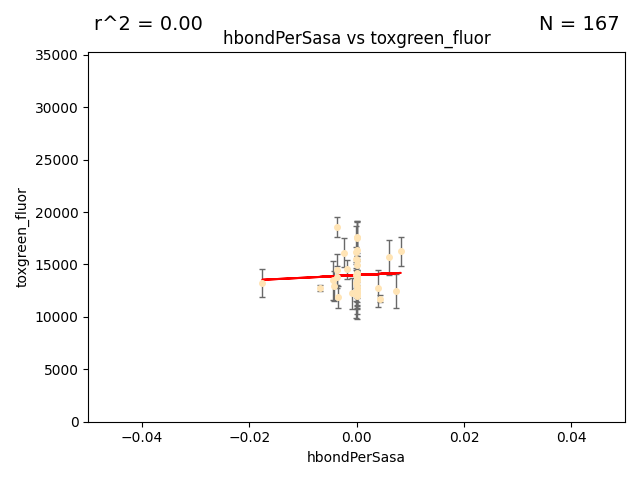 r^2 = 0.00
N = 167
hbondPerSasa vs toxgreen_fluor
35000
30000
25000
20000
15000
10000
5000
0
toxgreen_fluor
−0.04
−0.02
0.00
0.02
0.04
hbondPerSasa